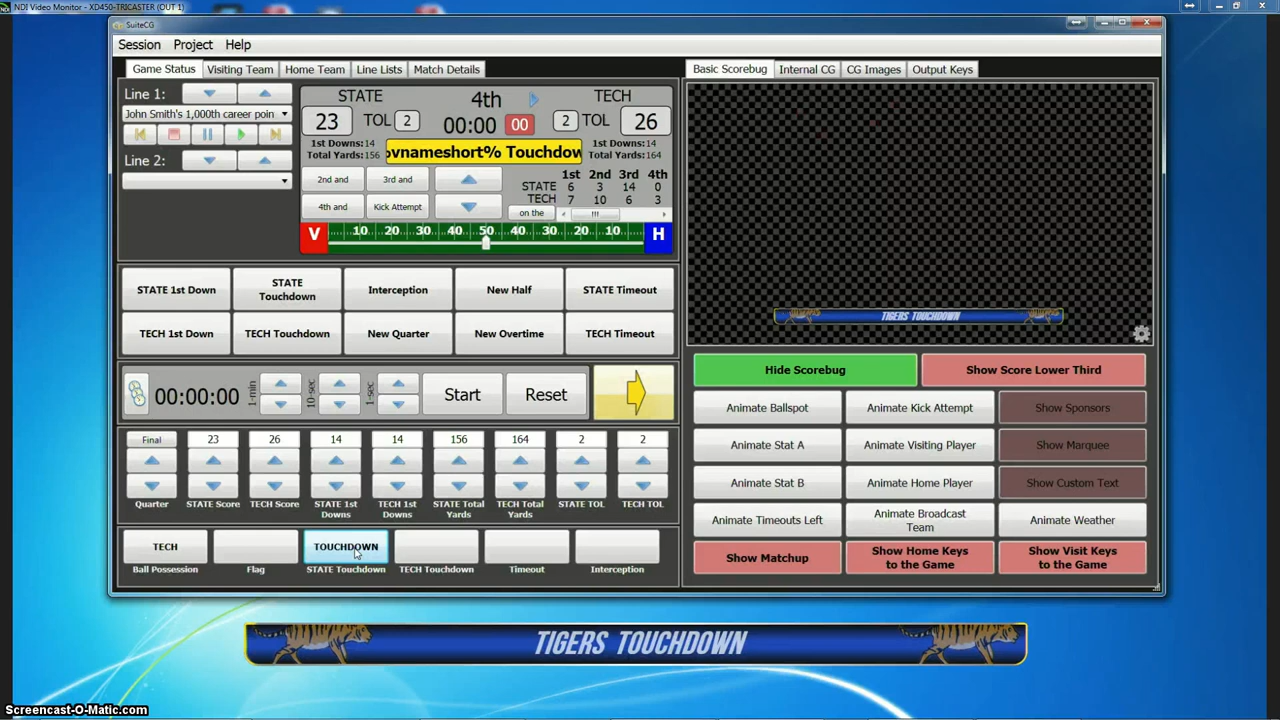 NDI Video Monitor - XD450-TRICASTER (OUT 1)
SuiteCG
Session Project Help
Game Status Visiting Team Home Team Line Lists Match Details
Basic Scorebug Internal CG CG Images Output Keys
Line 1:
John Smith's 1,000th career poin
Line 2:
STATE 4th TECH
23 TOL 2 00:00 00 2 TOL 26
1st Downs:14
Total Yards:156
vnameshort% Touchdow
1st Downs:14
Total Yards:164
2nd and 3rd and
4th and Kick Attempt
on the
1st 2nd 3rd 4th
STATE 6 3 14 0
TECH 7 10 6 3
V 10 20 30 40 50 40 30 20 10 H
STATE 1st Down STATE Touchdown Interception New Half STATE Timeout
TECH 1st Down TECH Touchdown New Quarter New Overtime TECH Timeout
00:00:00 1-min 10-sec 1-sec Start Reset
Final 23 26 14 14 156 164 2 2
Quarter STATE Score TECH Score STATE 1st Downs TECH 1st Downs STATE Total Yards TECH Total Yards STATE TOL TECH TOL
TECH TOUCHDOWN
Ball Possession Flag STATE Touchdown TECH Touchdown Timeout Interception
TIGERS TOUCHDOWN
Hide Scorebug Show Score Lower Third
Animate Ballspot Animate Kick Attempt Show Sponsors
Animate Stat A Animate Visiting Player Show Marquee
Animate Stat B Animate Home Player Show Custom Text
Animate Timeouts Left Animate Broadcast Team Animate Weather
Show Matchup Show Home Keys to the Game Show Visit Keys to the Game
TIGERS TOUCHDOWN
Screencast-O-Matic.com